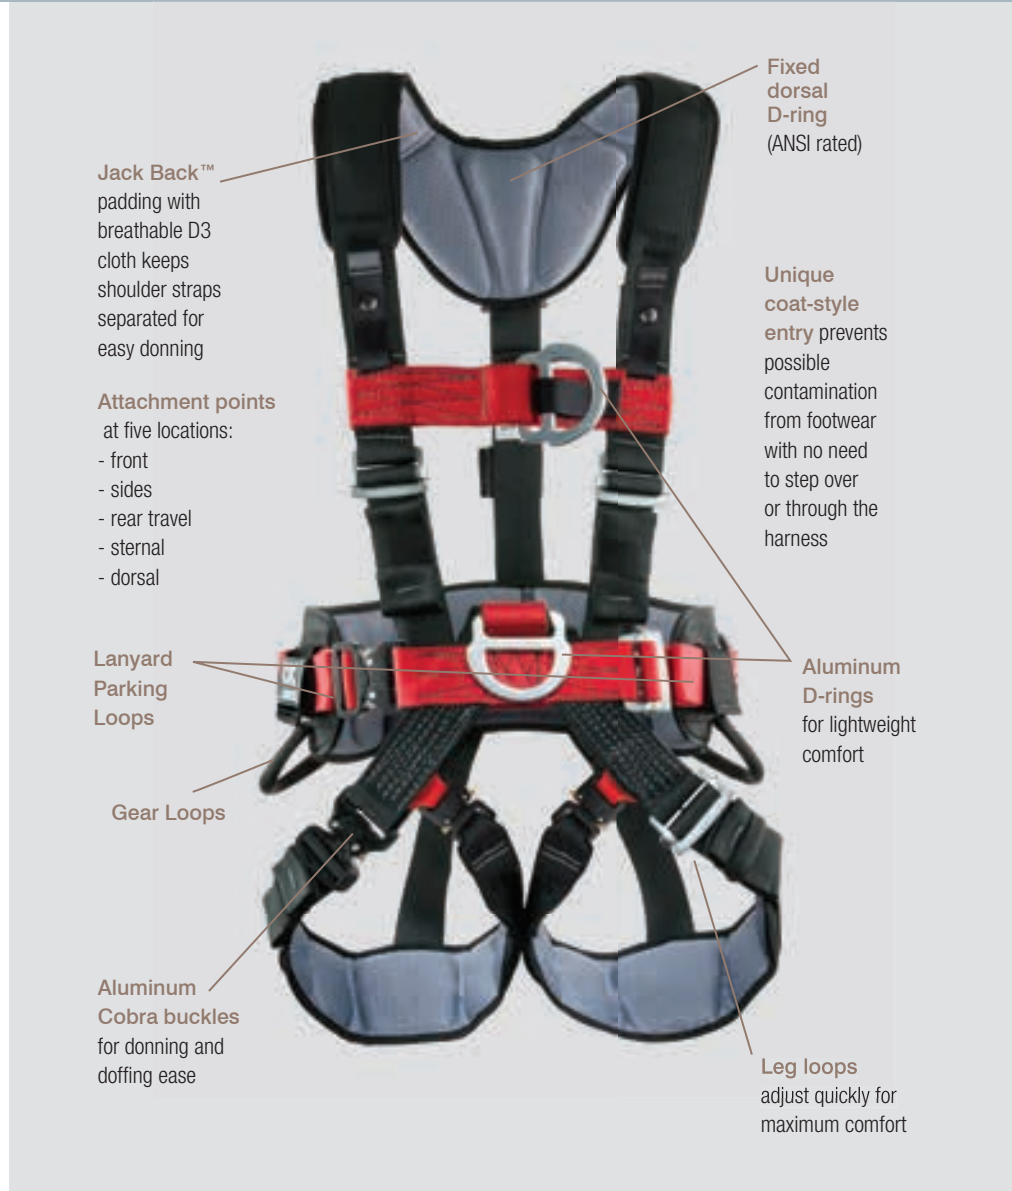 Fixed
dorsal
D-ring
(ANSI rated)
Jack Back™
padding with
breathable D3
cloth keeps
shoulder straps
separated for
easy donning
Unique
coat-style
entry prevents
possible
contamination
from footwear
with no need
to step over
or through the
harness
Attachment points
at five locations:
- front
- sides
- rear travel
- sternal
- dorsal
Lanyard
Parking
Loops
Aluminum
D-rings
for lightweight
comfort
Gear Loops
Aluminum
Cobra buckles
for donning and
doffing ease
Leg loops
adjust quickly for
maximum comfort